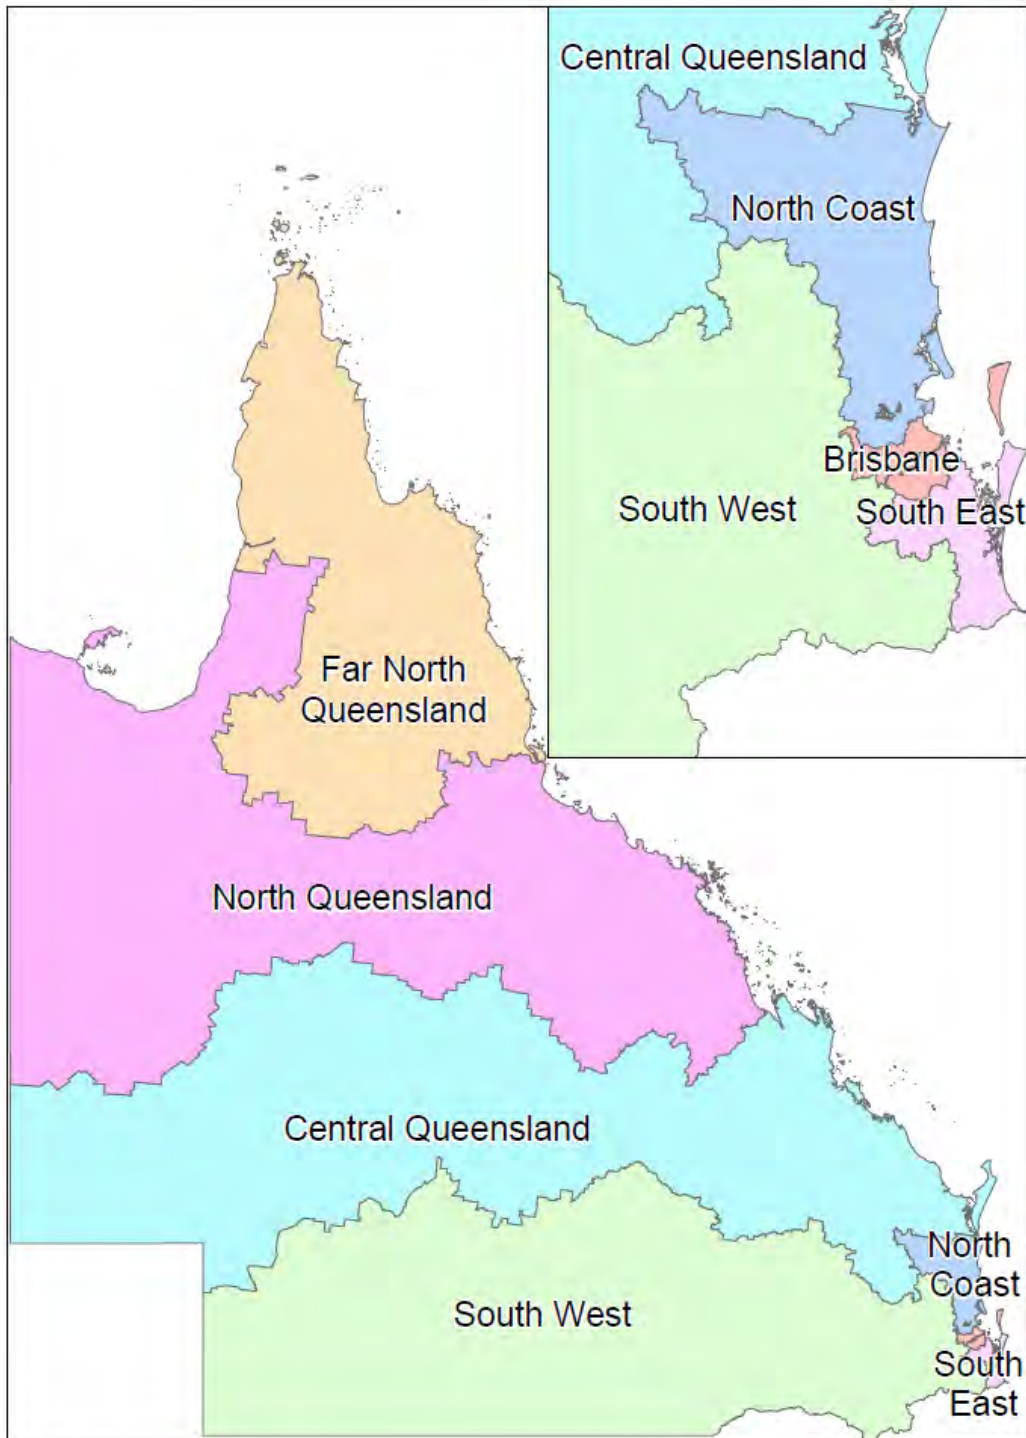 Central Queensland
North Coast
Brisbane
South West
South East
Far North
Queensland
North Queensland
Central Queensland
North
Coast
South West
South
East